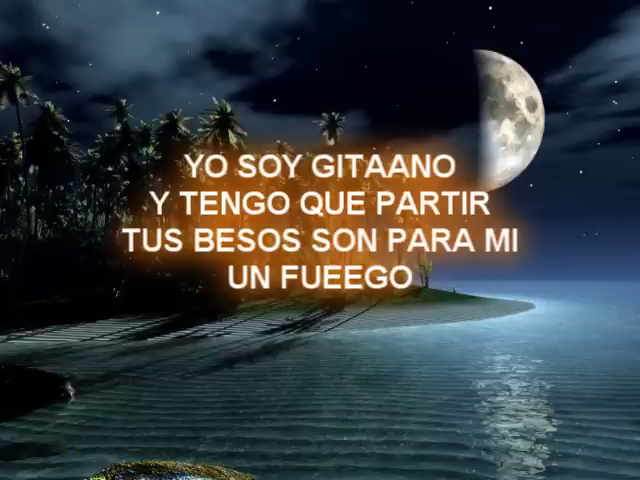 YO SOY GITAANO
Y TENGO QUE PARTIR
TUS BESOS SON PARA MI
UN FUEEGO